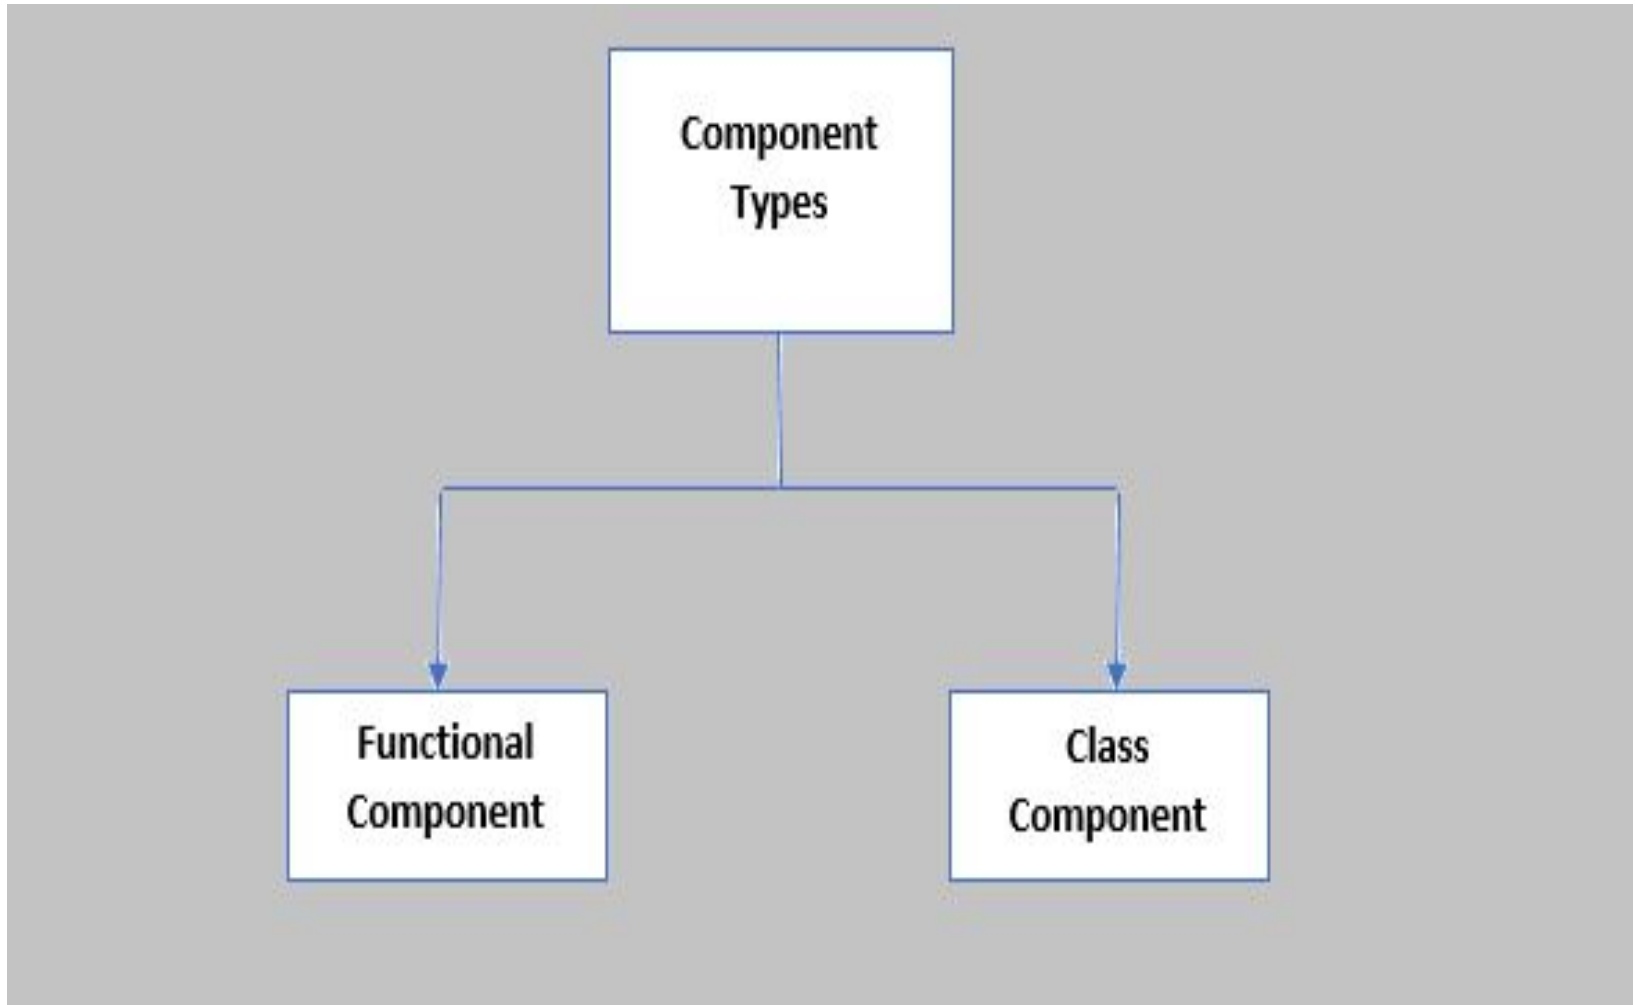 Component
Types
Functional
Component
Class
Component